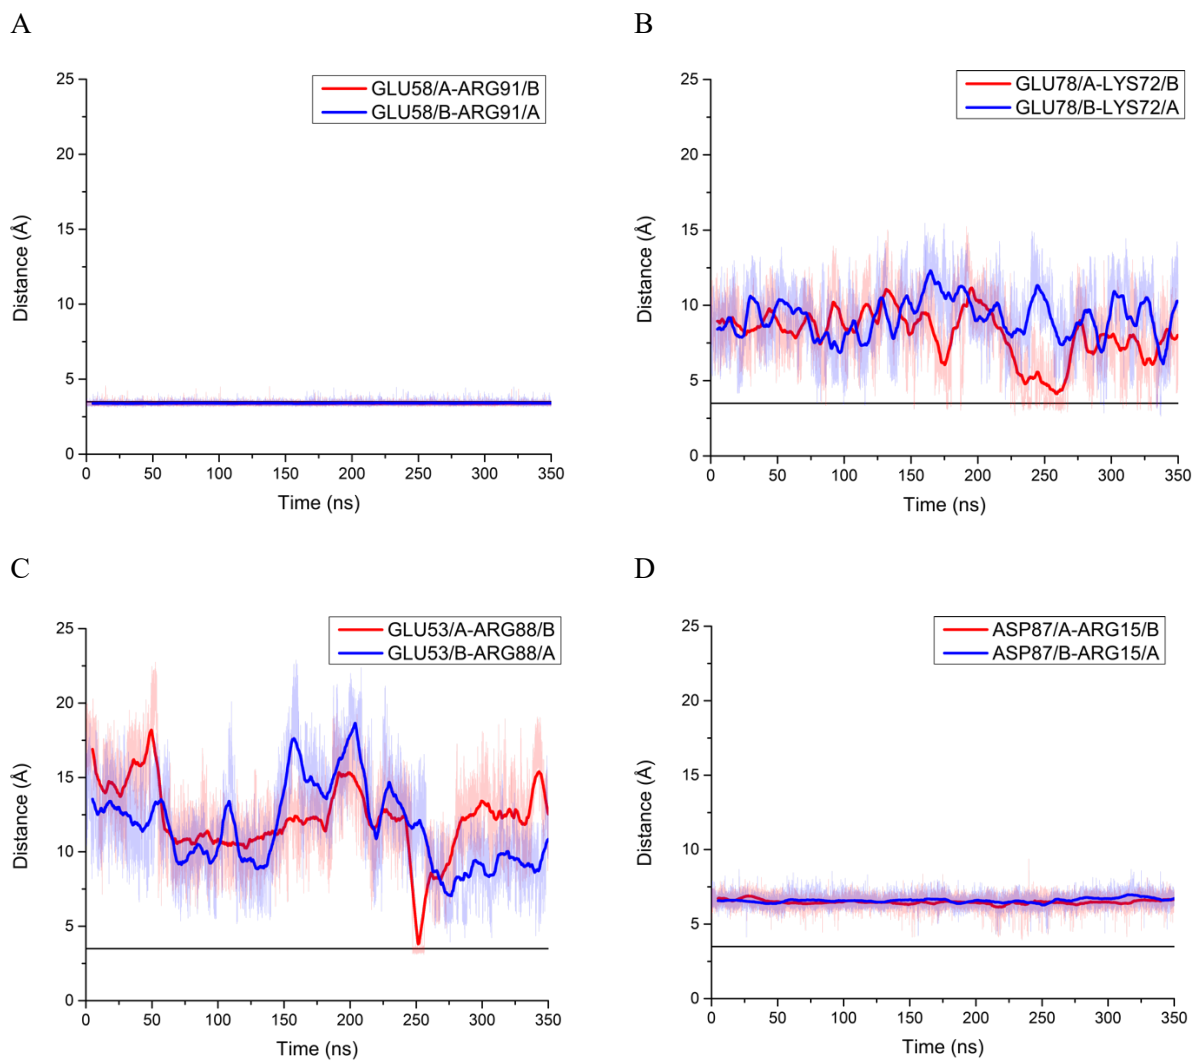 A
GLU58/A-ARG91/B
GLU58/B-ARG91/A
25
20
15
10
5
0
Distance (Å)
0 50 100 150 200 250 300 350
Time (ns)
B
GLU78/A-LYS72/B
GLU78/B-LYS72/A
25
20
15
10
5
0
Distance (Å)
0 50 100 150 200 250 300 350
Time (ns)
C
GLU53/A-ARG88/B
GLU53/B-ARG88/A
25
20
15
10
5
0
Distance (Å)
0 50 100 150 200 250 300 350
Time (ns)
D
ASP87/A-ARG15/B
ASP87/B-ARG15/A
25
20
15
10
5
0
Distance (Å)
0 50 100 150 200 250 300 350
Time (ns)